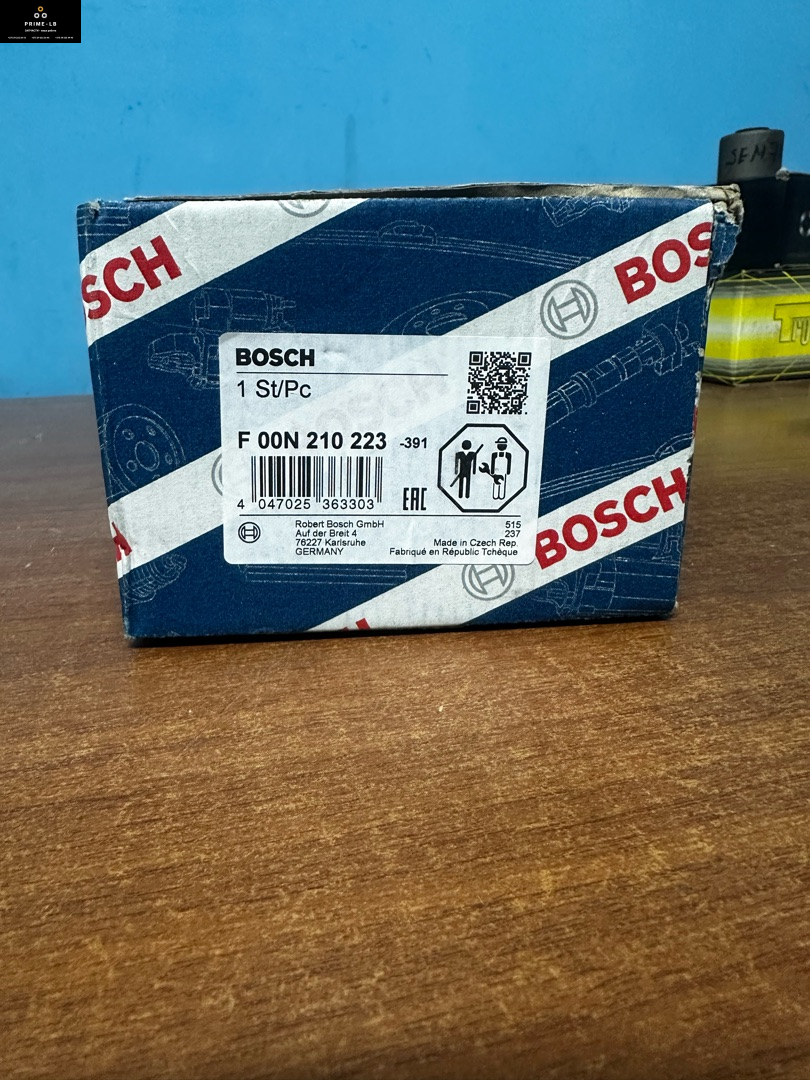 PRIME-LB
SCH
BOS
BOSCH
1 St/Pc
F 00N 210 223 -391
4 047025 363303
EAC
Robert Bosch GmbH
Auf der Breit 4
76227 Karlsruhe
GERMANY
515
237
Made in Czech Rep.
Fabriqué en République Tchèque
BOSCH
H
SEM